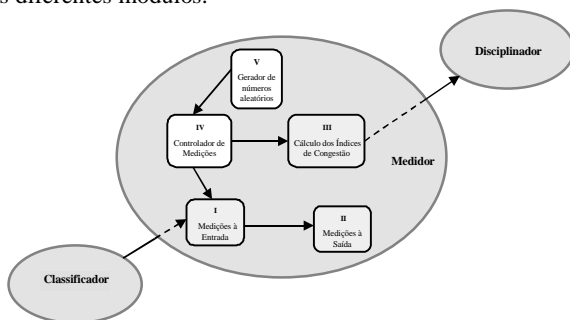 s diferentes módulos.
Disciplinador
V
Gerador de
números
aleatórios
IV
Controlador de
Medições
III
Cálculo dos Índices
de Congestão
Medidor
I
Medições à
Entrada
II
Medições à
Saída
Classificador